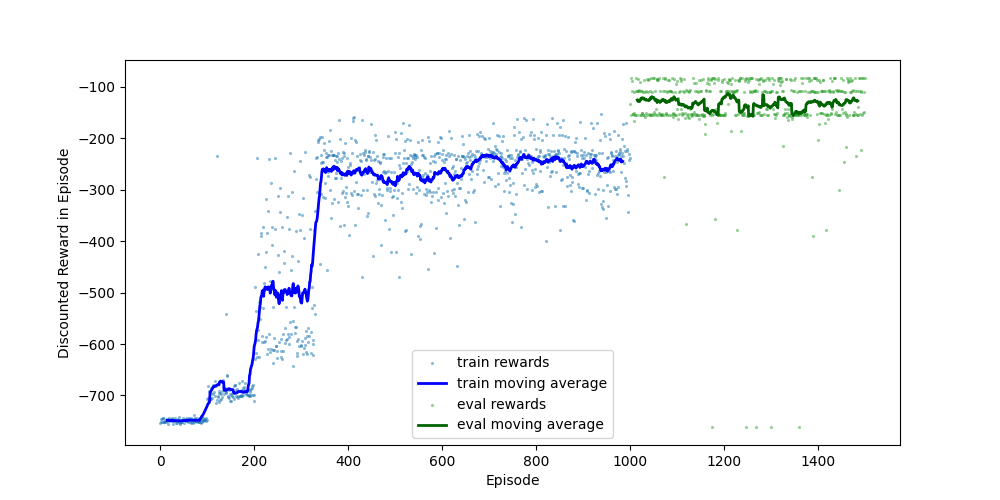 −100
−200
−300
−400
−500
−600
−700
Discounted Reward in Episode
train rewards
train moving average
eval rewards
eval moving average
0 200 400 600 800 1000 1200 1400
Episode